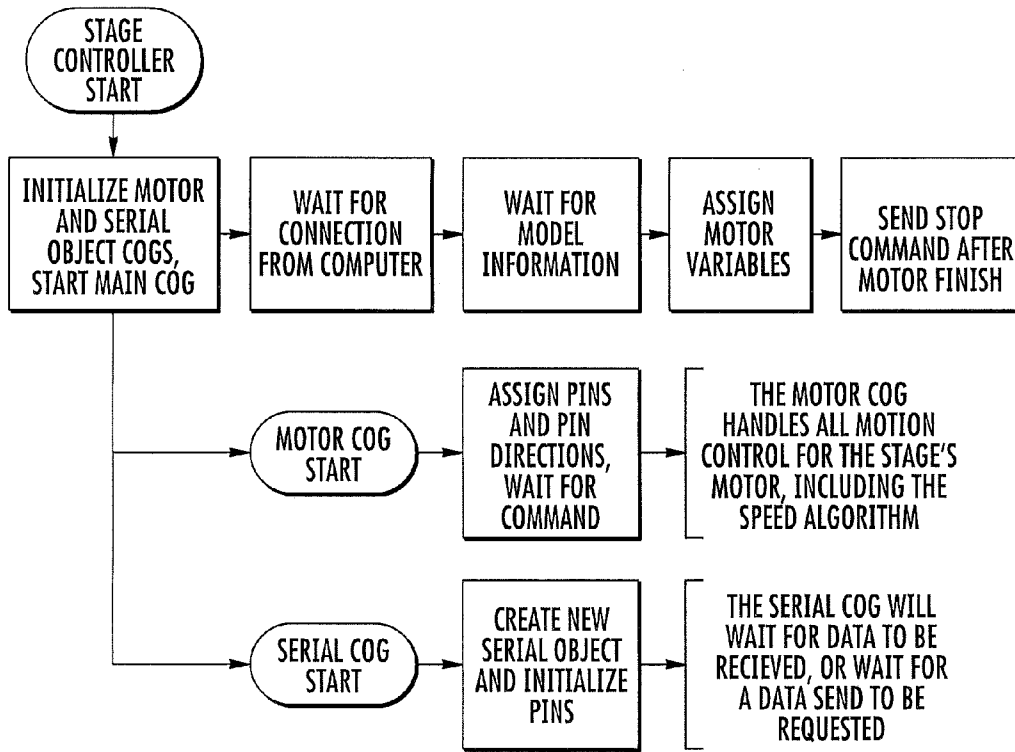 STAGE
CONTROLLER
START
INITIALIZE MOTOR
AND SERIAL
OBJECT COGS,
START MAIN COG
WAIT FOR
CONNECTION
FROM COMPUTER
WAIT FOR
MODEL
INFORMATION
ASSIGN
MOTOR
VARIABLES
SEND STOP
COMMAND AFTER
MOTOR FINISH
MOTOR COG
START
ASSIGN PINS
AND PIN
DIRECTIONS,
WAIT FOR
COMMAND
THE MOTOR COG
HANDLES ALL MOTION
CONTROL FOR THE STAGE'S
MOTOR, INCLUDING THE
SPEED ALGORITHM
SERIAL COG
START
CREATE NEW
SERIAL OBJECT
AND INITIALIZE
PINS
THE SERIAL COG WILL
WAIT FOR DATA TO BE
RECIEVED, OR WAIT FOR
A DATA SEND TO BE
REQUESTED